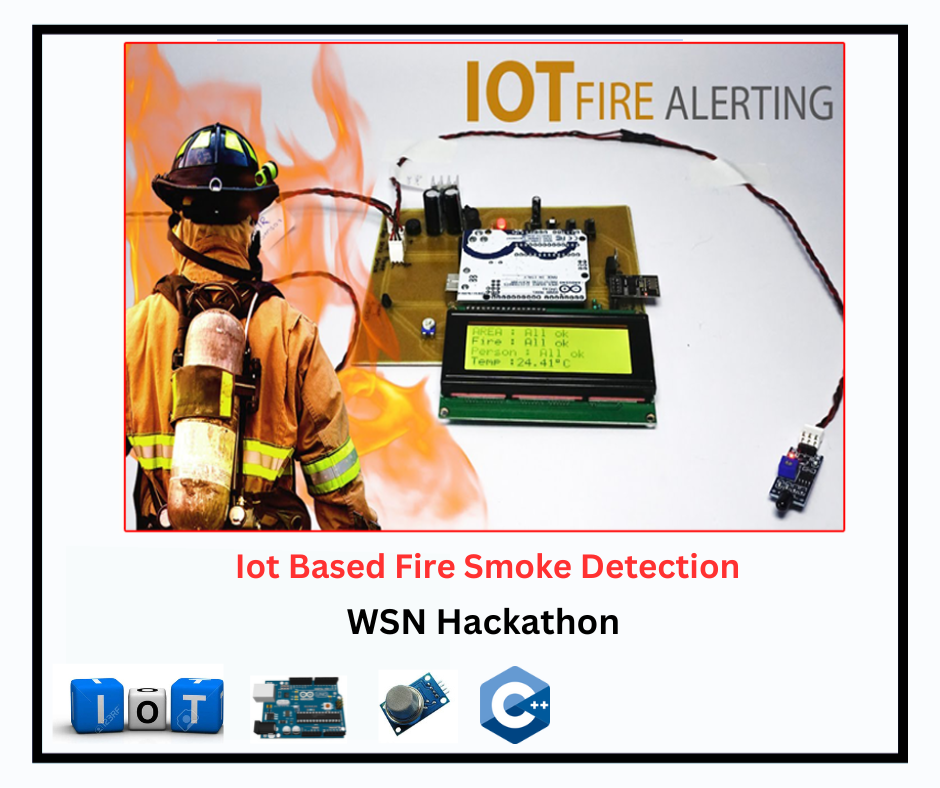 IOT FIRE ALERTING
AREA : All ok
Fire : All ok
Person : All ok
Temp :24.41°C
Iot Based Fire Smoke Detection
WSN Hackathon
IoT
C++